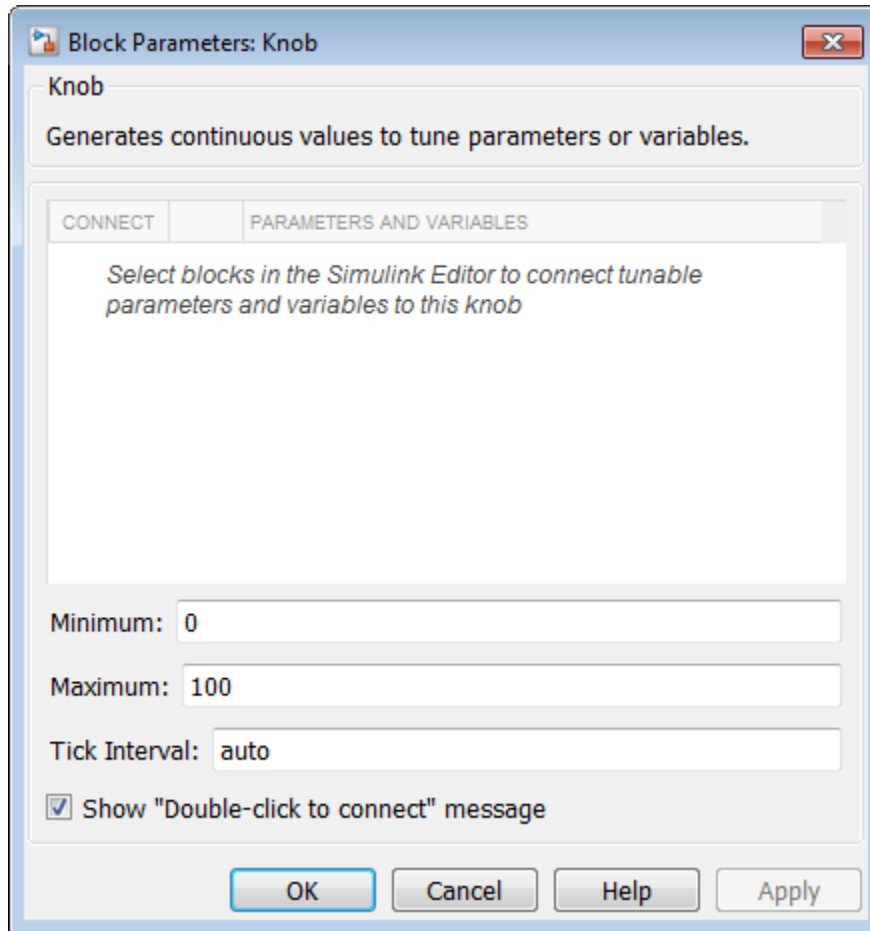 Block Parameters: Knob
Knob
Generates continuous values to tune parameters or variables.
CONNECT PARAMETERS AND VARIABLES
Select blocks in the Simulink Editor to connect tunable
parameters and variables to this knob
Minimum: 0
Maximum: 100
Tick Interval: auto
Show "Double-click to connect" message
OK Cancel Help Apply